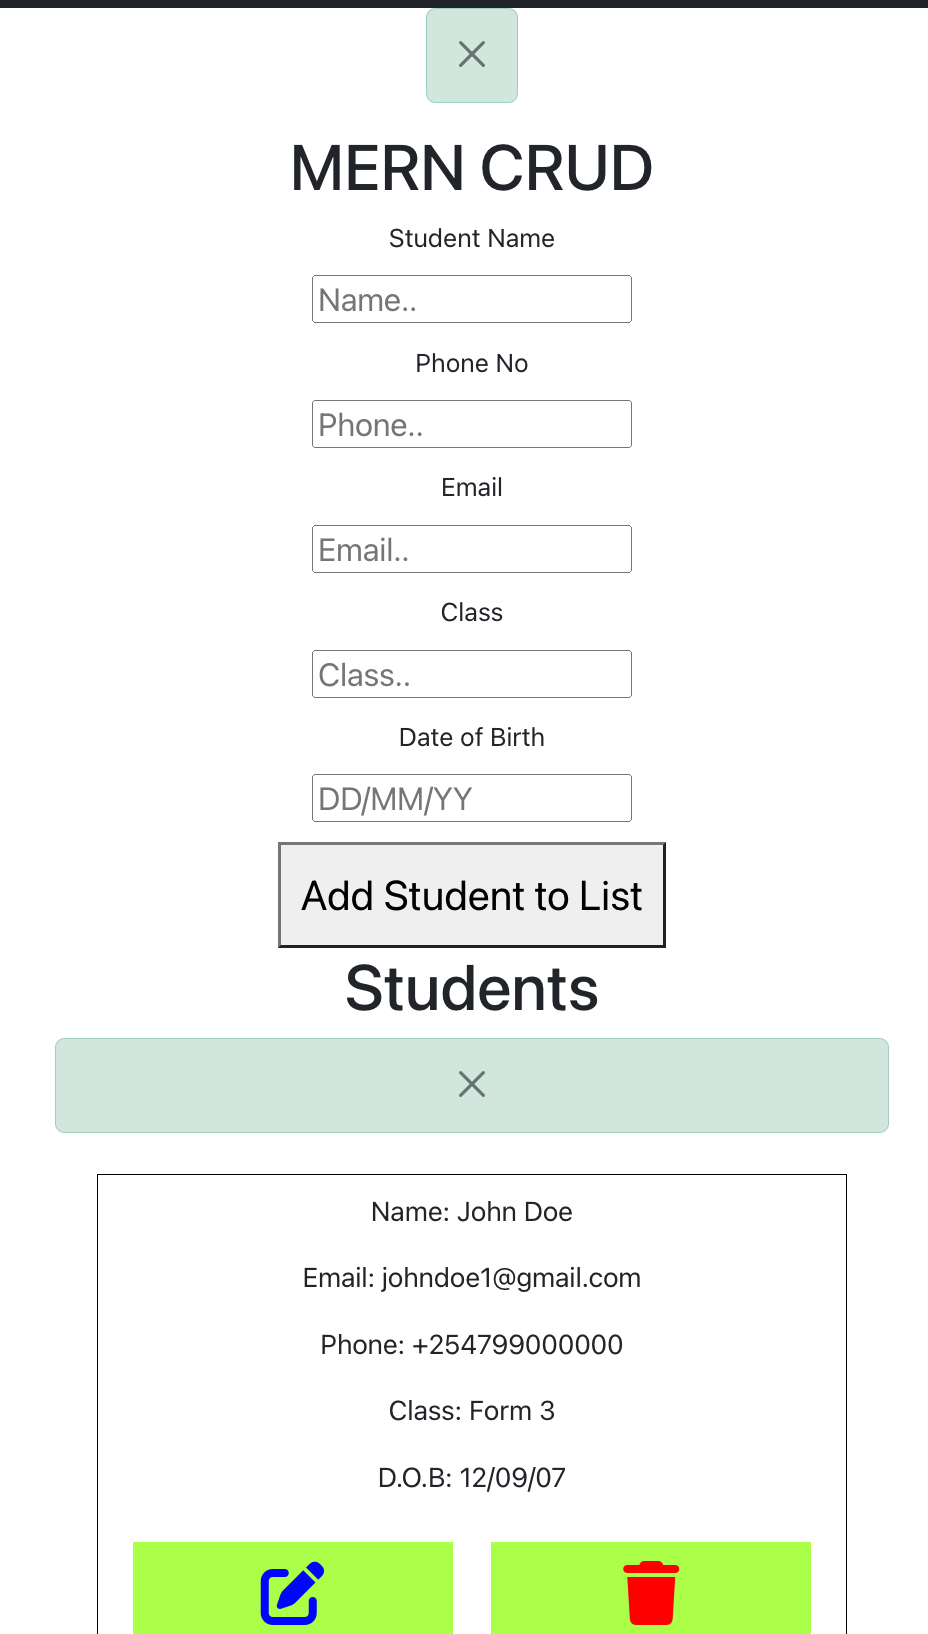 MERN CRUD
Student Name
Name..
Phone No
Phone..
Email
Email..
Class
Class..
Date of Birth
DD/MM/YY
Add Student to List
Students
Name: John Doe
Email: johndoe1@gmail.com
Phone: +254799000000
Class: Form 3
D.O.B: 12/09/07